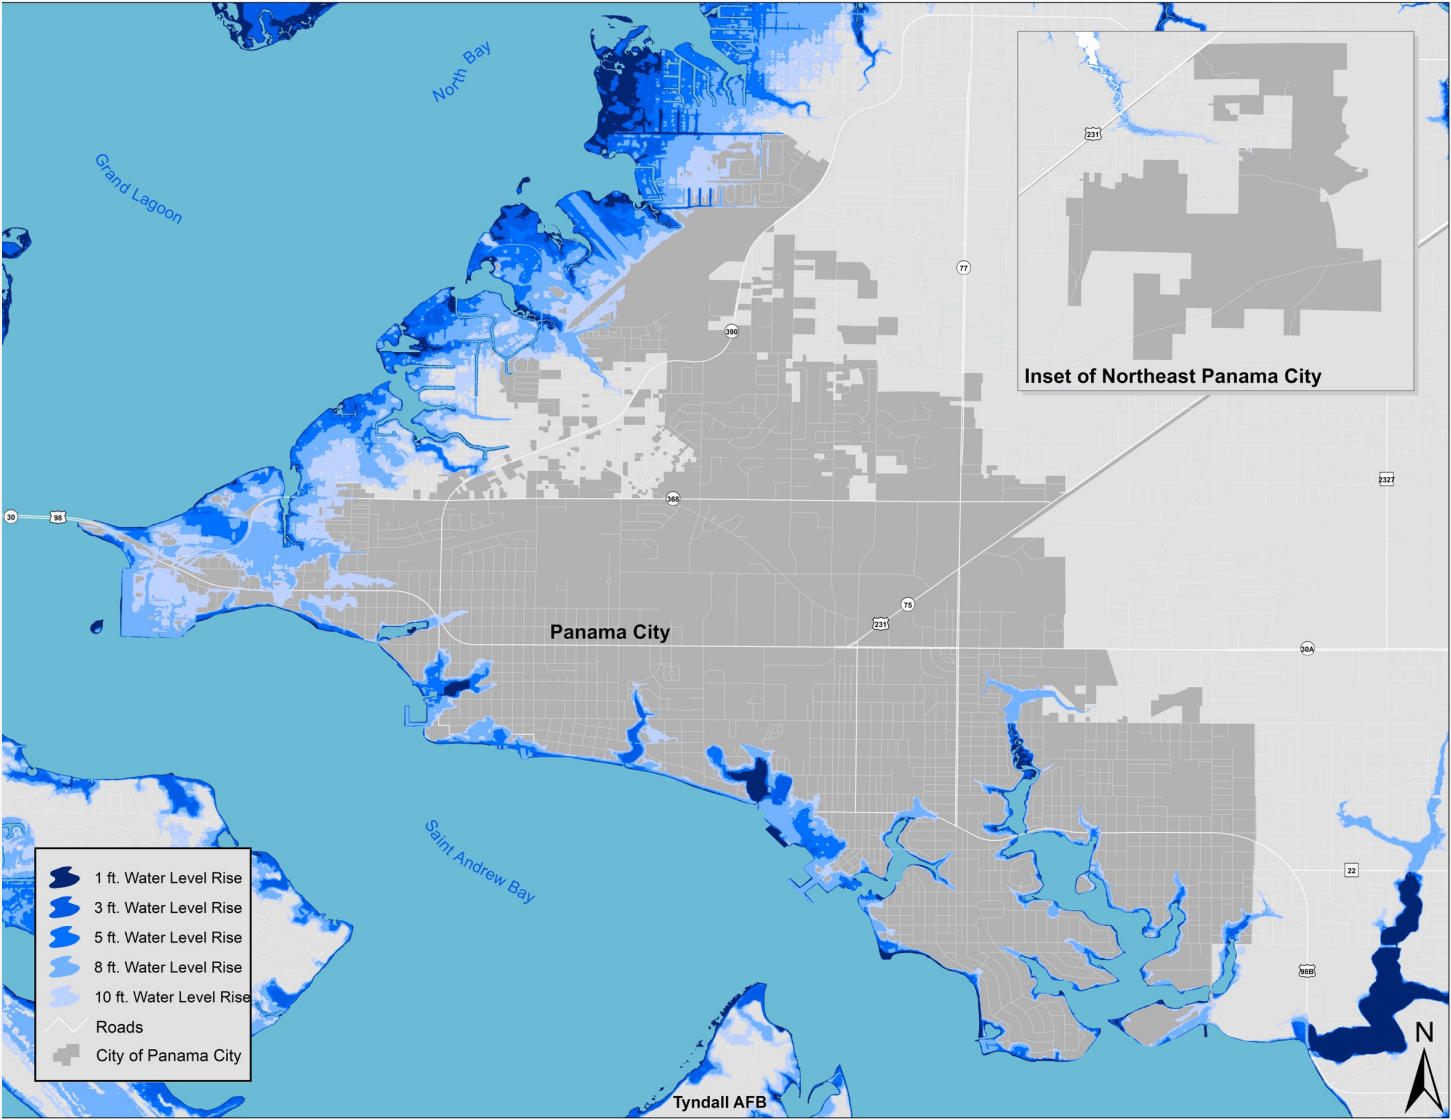 North Bay
Grand Lagoon
231
Inset of Northeast Panama City
77
390
2327
368
30
98
75
231
Panama City
30A
Saint Andrew Bay
22
98B
1 ft. Water Level Rise
3 ft. Water Level Rise
5 ft. Water Level Rise
8 ft. Water Level Rise
10 ft. Water Level Rise
Roads
City of Panama City
N
Tyndall AFB